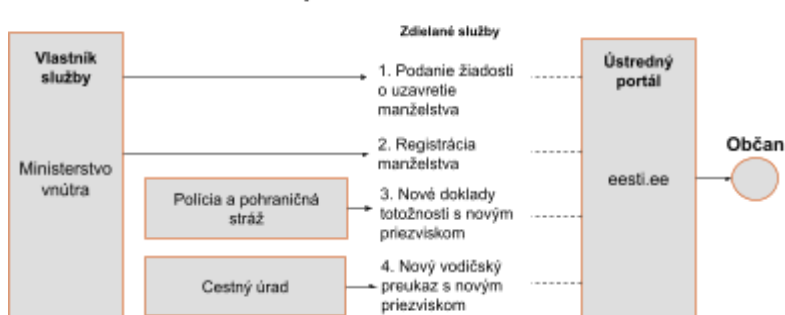 Zdielané služby
Vlastník
služby
Ministerstvo
vnútra
1. Podanie žiadosti
o uzavretie
manželstva
2. Registrácia
manželstva
Polícia a pohraničná
stráž
3. Nové doklady
totožnosti s novým
priezviskom
Cestný úrad
4. Nový vodičský
preukaz s novým
priezviskom
Ústredný
portál
eesti.ee
Občan